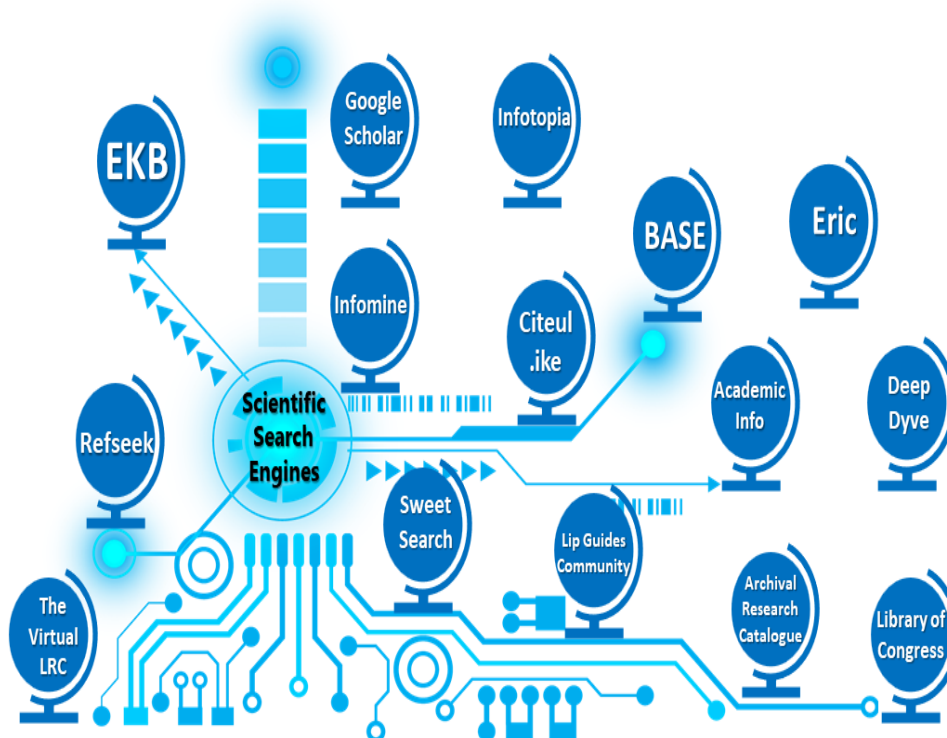 Google
Scholar
Infotopia
EKB
BASE
Eric
Infomine
Citeul
.ike
Scientific
Search
Engines
Academic
Info
Deep
Dyve
Refseek
Sweet
Search
Lip Guides
Community
The
Virtual
LRC
Archival
Research
Catalogue
Library of
Congress